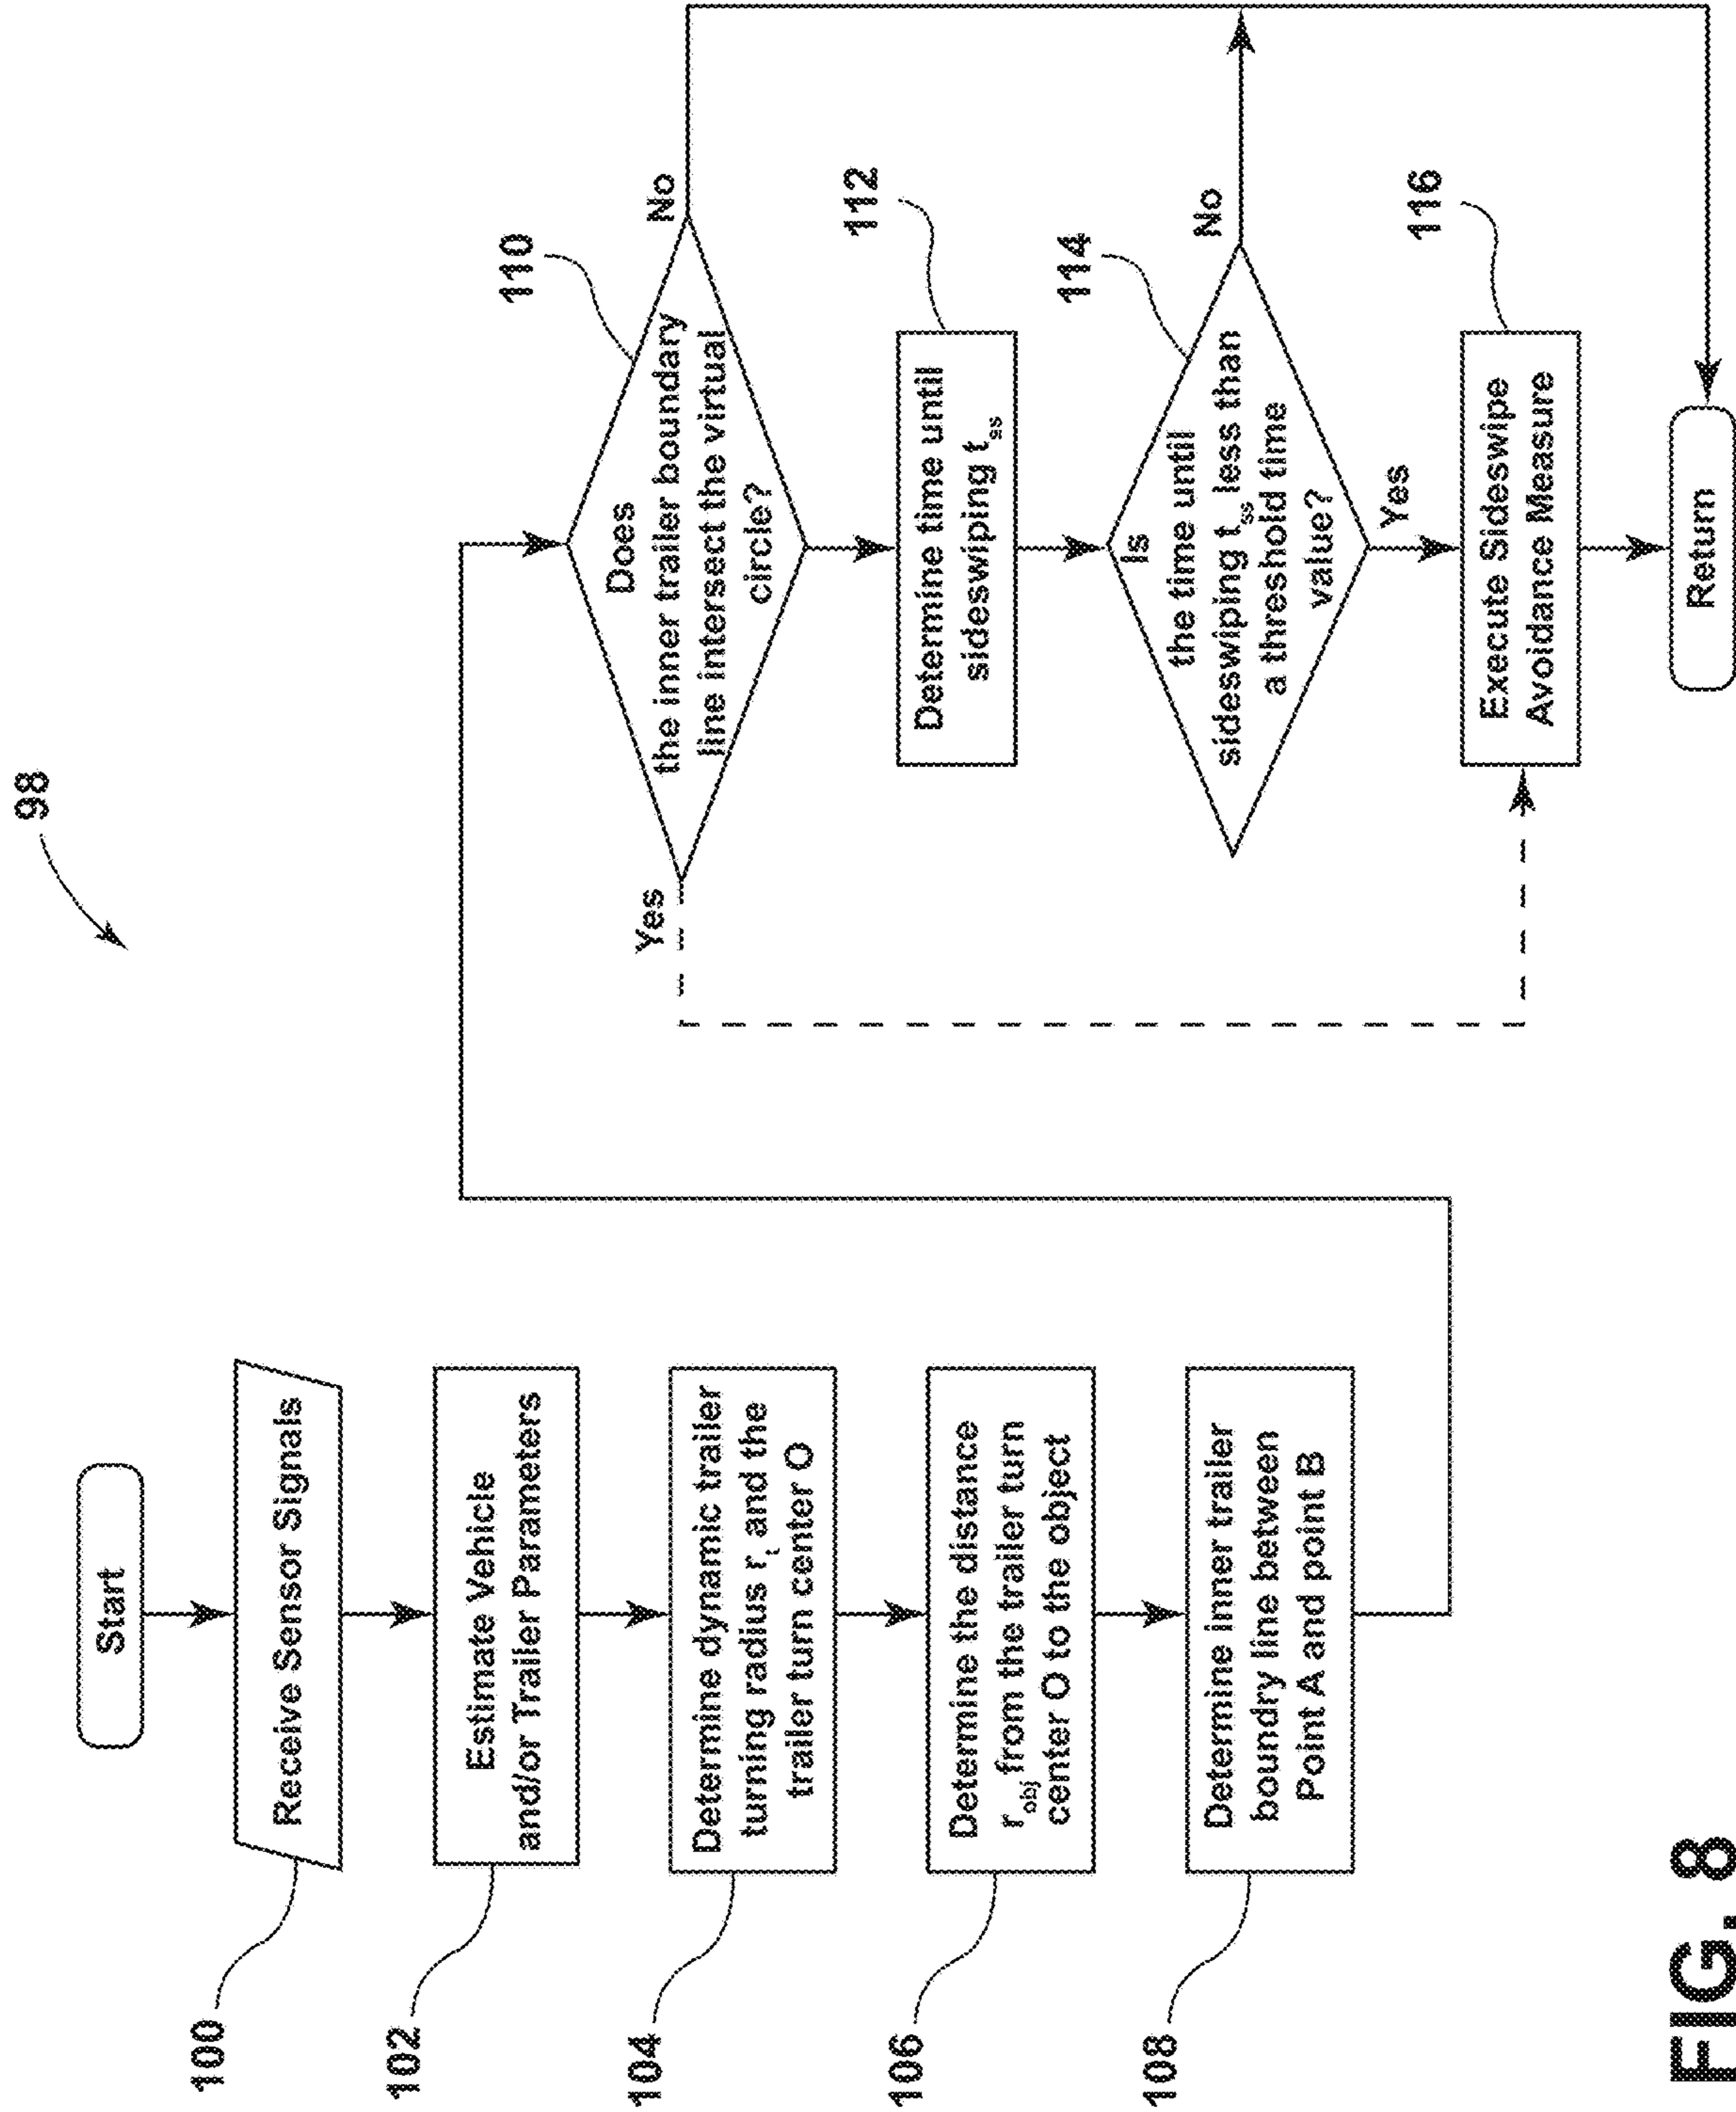 98
Start
100
Receive Sensor Signals
102
Estimate Vehicle
and/or Trailer Parameters
104
Determine dynamic trailer
turning radius rt and the
trailer turn center O
106
Determine the distance
robj from the trailer turn
center O to the object
108
Determine inner trailer
boundry line between
Point A and point B
110
Does
the inner trailer boundary
line intersect the virtual
circle?
Yes
No
112
Determine time until
sideswiping tss
114
Is
the time until
sideswiping tss less than
a threshold time
value?
No
Yes
116
Execute Sideswipe
Avoidance Measure
Return
FIG. 8